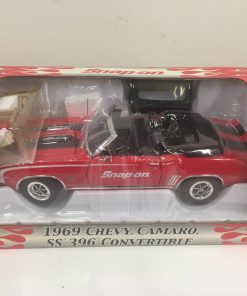 Snap-on
Snap-on
1969 CHEVY CAMARO
SS 396 CONVERTIBLE